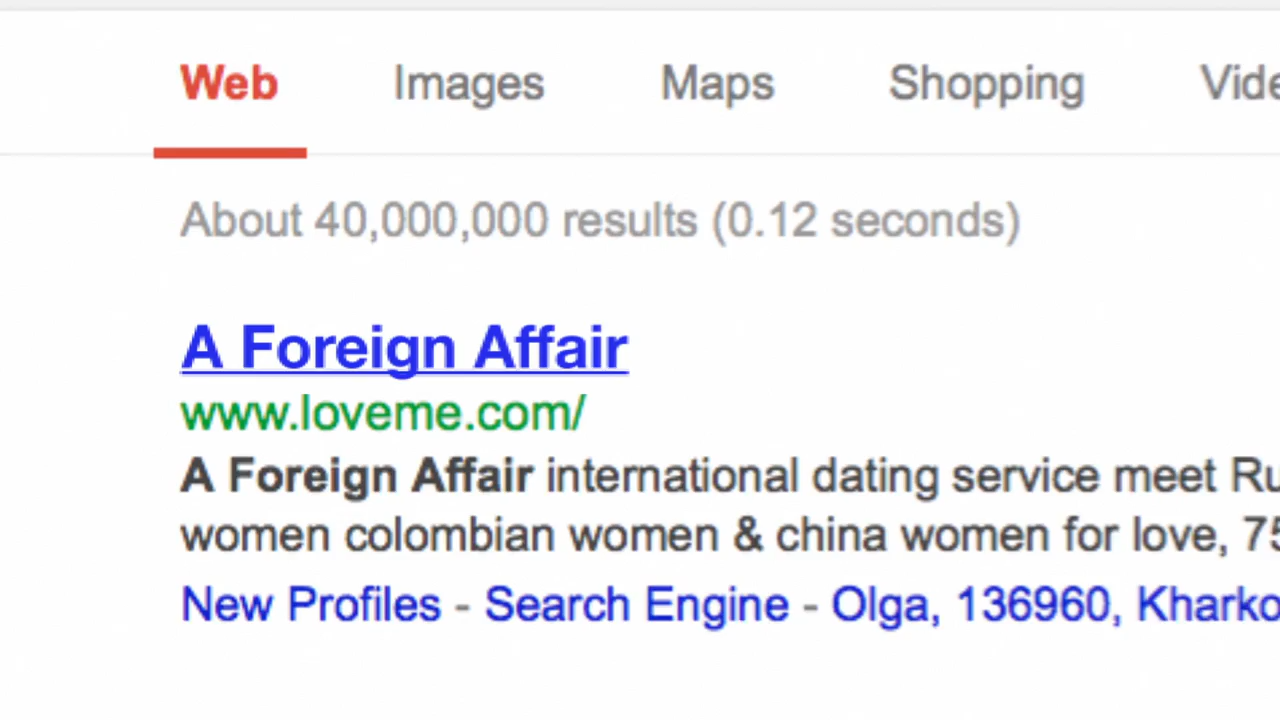 Web Images Maps Shopping
About 40,000,000 results (0.12 seconds)
A Foreign Affair
www.loveme.com/
A Foreign Affair international dating service meet
women colombian women & china women for love,
New Profiles - Search Engine - Olga, 136960,